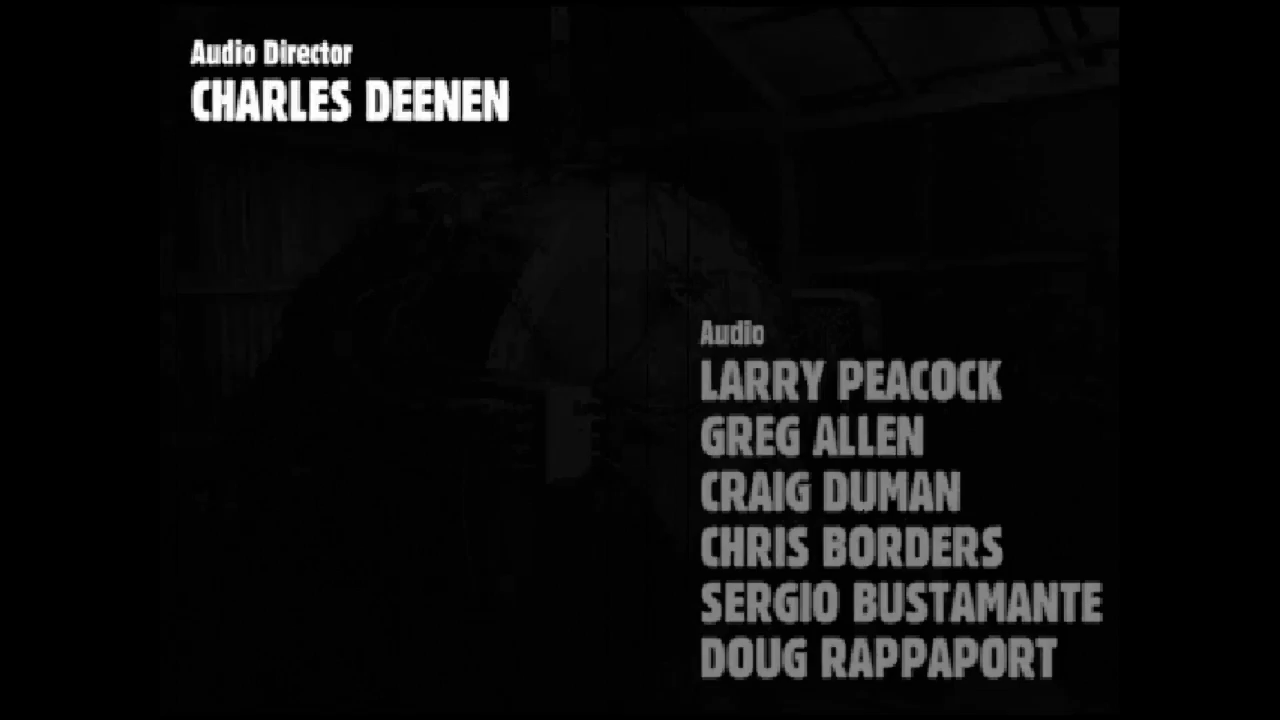 Audio Director
CHARLES DEENEN
Audio
LARRY PEACOCK
GREG ALLEN
CRAIG DUMAN
CHRIS BORDERS
SERGIO BUSTAMANTE
DOUG RAPPAPORT